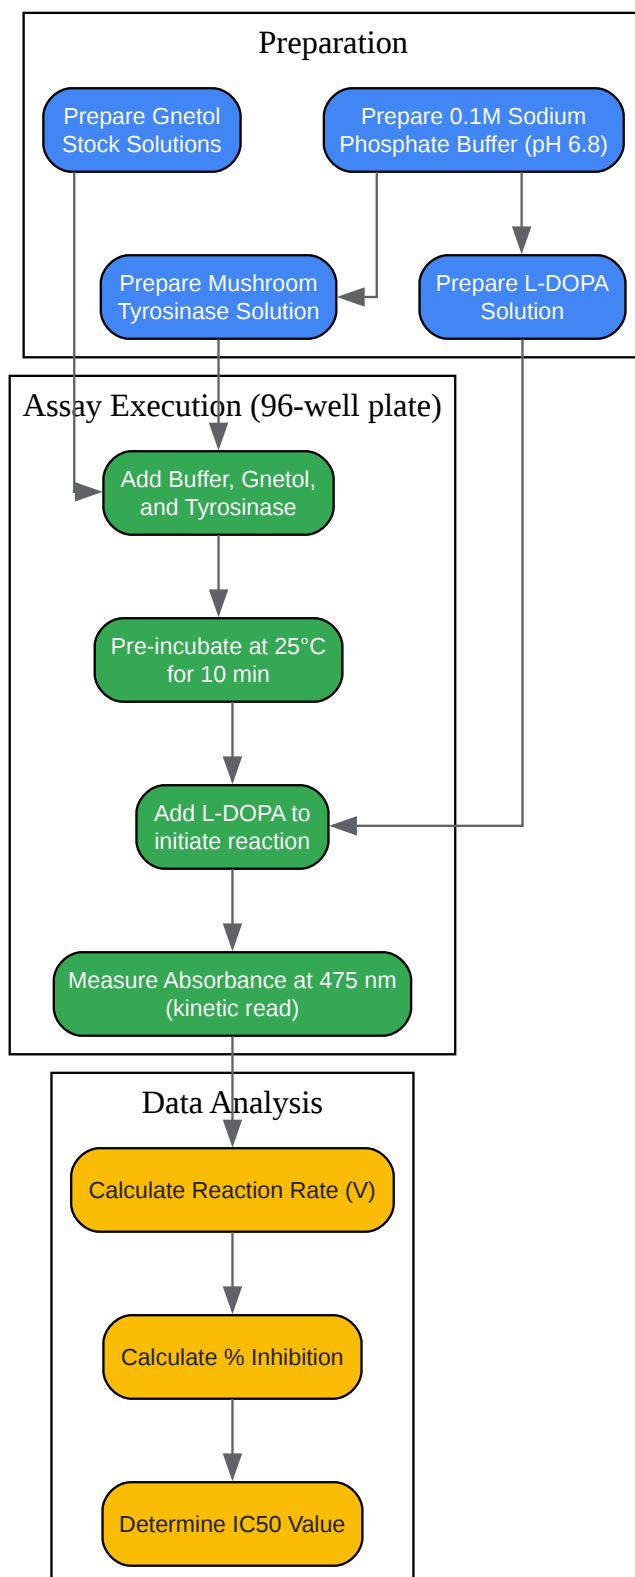 Preparation
Prepare Gnetol
Stock Solutions
Prepare 0.1M Sodium
Phosphate Buffer (pH 6.8)
Prepare Mushroom
Tyrosinase Solution
Prepare L-DOPA
Solution
Assay Execution (96-well plate)
Add Buffer, Gnetol,
and Tyrosinase
Pre-incubate at 25°C
for 10 min
Add L-DOPA to
initiate reaction
Measure Absorbance at 475 nm
(kinetic read)
Data Analysis
Calculate Reaction Rate (V)
Calculate % Inhibition
Determine IC50 Value